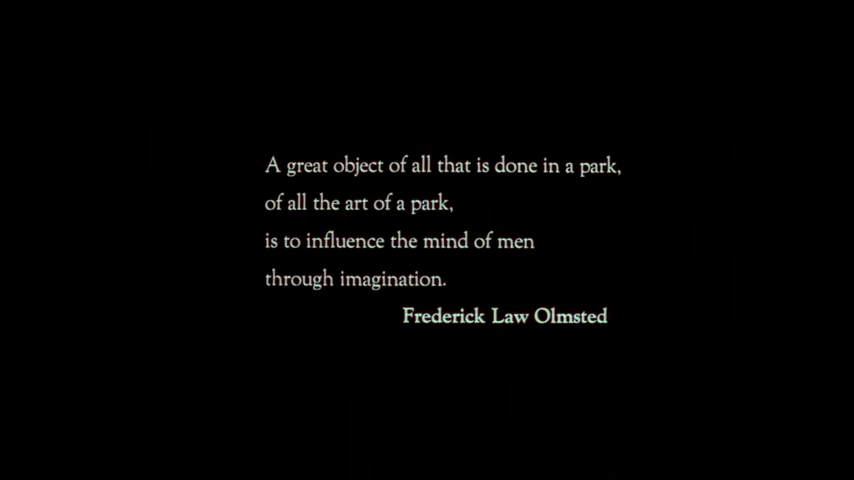 A great object of all that is done in a park,
of all the art of a park,
is to influence the mind of men
through imagination.
Frederick Law Olmsted